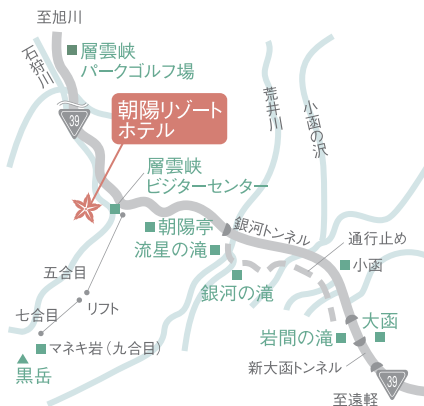 至旭川
層雲峡
パークゴルフ場
石狩川
39
朝陽リゾート
ホテル
荒井川
小函の沢
層雲峡
ビジターセンター
朝陽亭
銀河トンネル
流星の滝
通行止め
五合目
銀河の滝
小函
リフト
七合目
岩間の滝
大函
マネキ岩（九合目）
黒岳
新大函トンネル
39
至遠軽